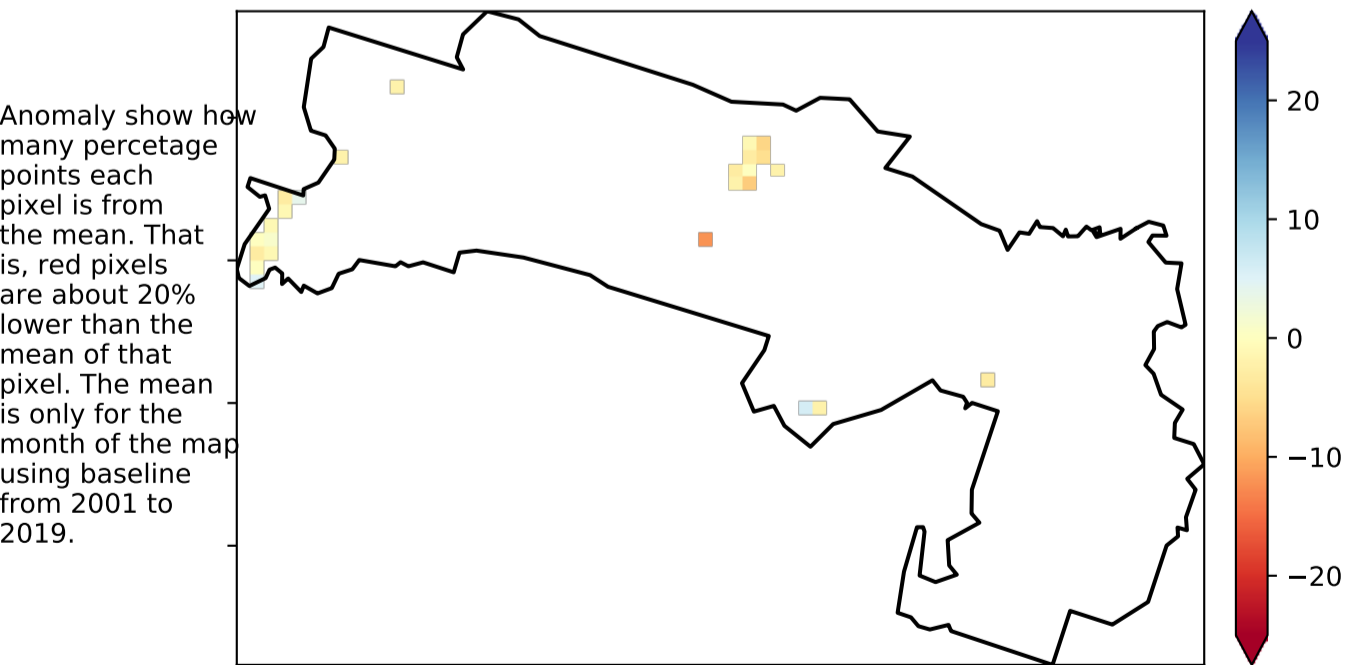 Anomaly show how
many percetage
points each
pixel is from
the mean. That
is, red pixels
are about 20%
lower than the
mean of that
pixel. The mean
is only for the
month of the map
using baseline
from 2001 to
2019.
20
10
0
−10
−20